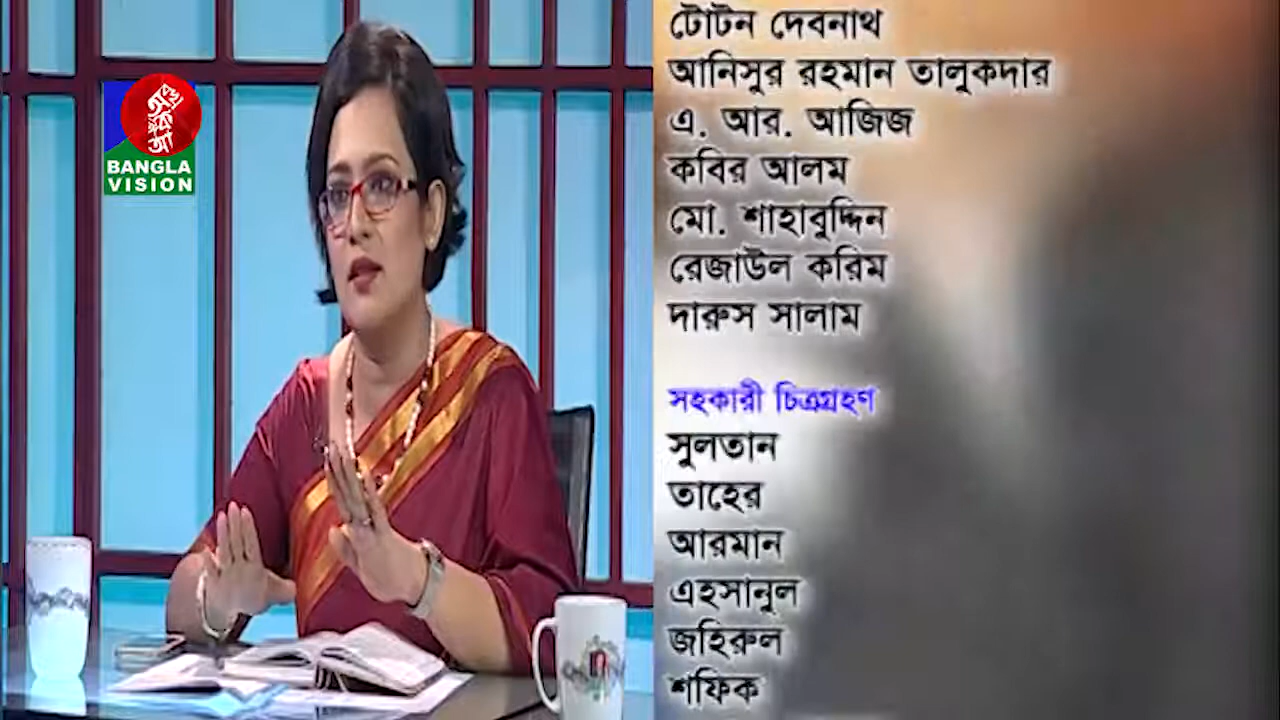 BANGLA
VISION
টোটন দেবনাথ
আনিসুর রহমান তালুকদার
এ. আর. আজিজ
কবির আলম
মো. শাহাবুদ্দিন
রেজাউল করিম
দারুস সালাম
সহকারী চিত্রগ্রহণ
সুলতান
তাহের
আরমান
এহসানুল
জহিরুল
শফিক